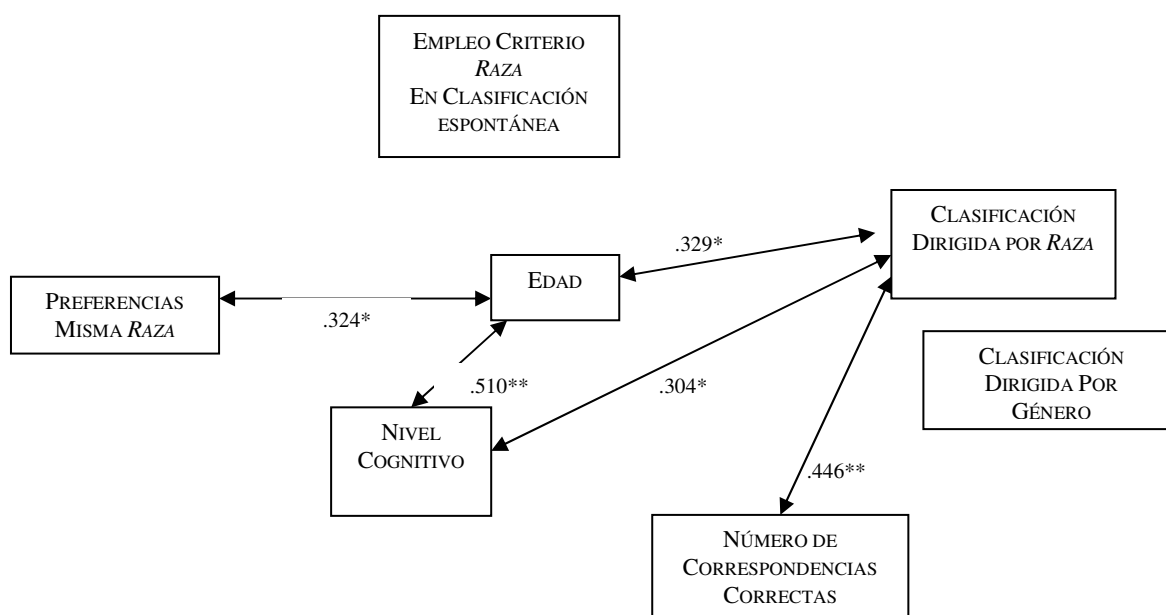 EMPLEO CRITERIO
RAZA
EN CLASIFICACIÓN
ESPONTÁNEA
CLASIFICACIÓN
DIRIGIDA POR RAZA
.329*
EDAD
PREFERENCIAS
MISMA RAZA
.324*
CLASIFICACIÓN
DIRIGIDA POR
GÉNERO
.510**
.304*
NIVEL
COGNITIVO
.446**
NÚMERO DE
CORRESPONDENCIAS
CORRECTAS